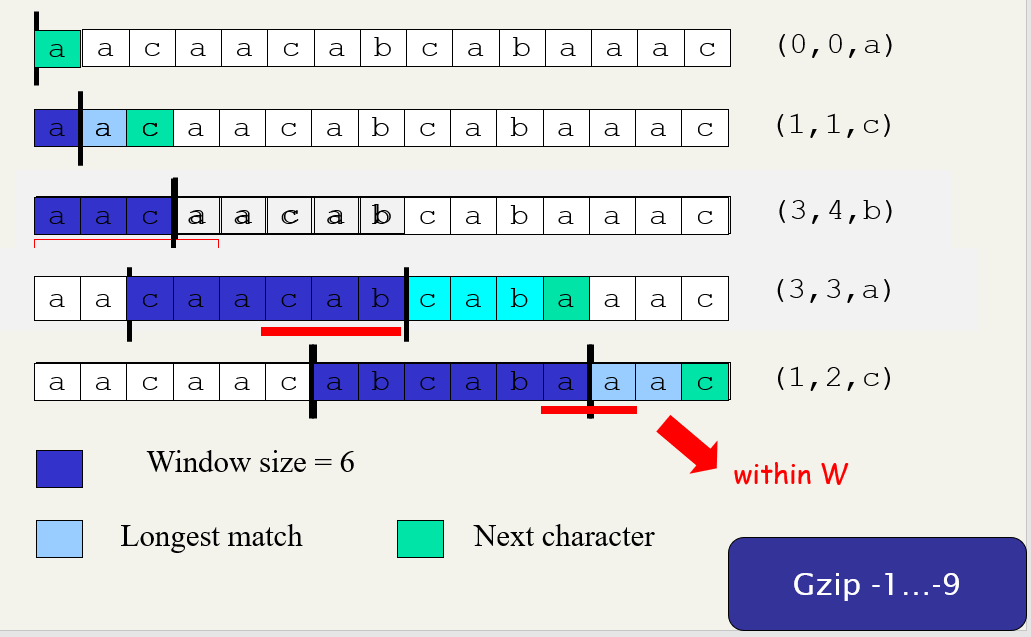 a a c a a c a b c a b a a a c (0,0,a)
a a c a a c a b c a b a a a c (1,1,c)
a a c a a c a b c a b a a a c (3,4,b)
a a c a a c a b c a b a a a c (3,3,a)
a a c a a c a b c a b a a a c (1,2,c)
within W
Window size = 6
Longest match Next character
Gzip -1…-9